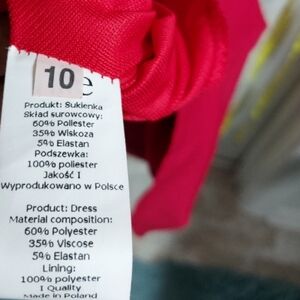 10
e
Produkt: Sukienka
Skład surowcowy:
60% Poliester
35% Wiskoza
5% Elastan
Podszewka:
100% poliester
Jakość I
Wyprodukowano w Polsce
Product: Dress
Material composition:
60% Polyester
35% Viscose
5% Elastan
Lining:
100% polyester
I Quality
Made in Poland